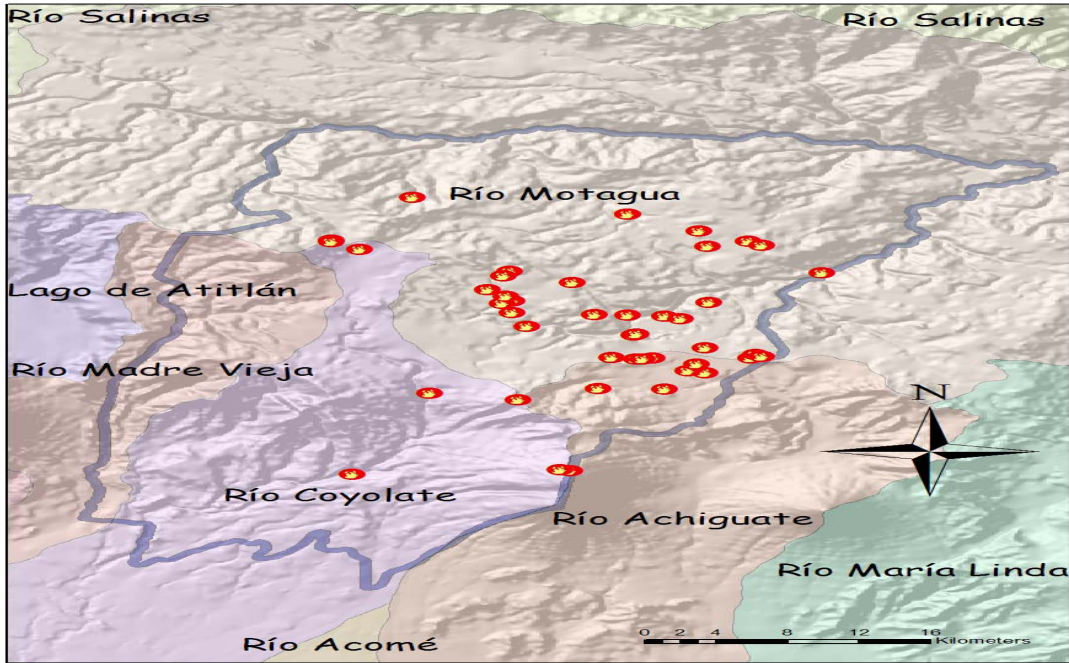 Río Salinas
Río Salinas
Río Motagua
Lago de Atitlán
Río Madre Vieja
N
Río Coyolate
Río Achiguate
Río María Linda
Río Acomé
0 2 4 8 12 16
Kilometers